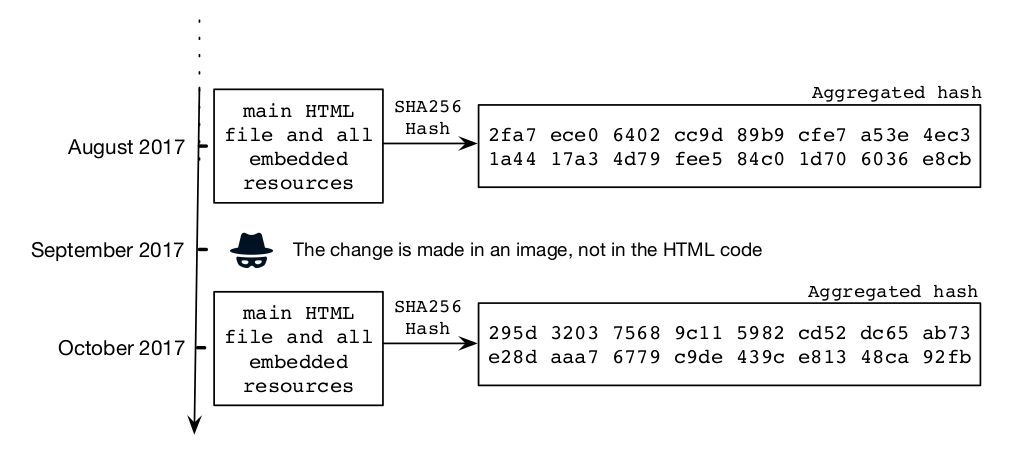 Aggregated hash
main HTML
file and all
embedded
resources
SHA256
Hash
2fa7 ece0 6402 cc9d 89b9 cfe7 a53e 4ec3
1a44 17a3 4d79 fee5 84c0 1d70 6036 e8cb
August 2017
September 2017
The change is made in an image, not in the HTML code
Aggregated hash
main HTML
file and all
embedded
resources
SHA256
Hash
295d 3203 7568 9c11 5982 cd52 dc65 ab73
e28d aaa7 6779 c9de 439c e813 48ca 92fb
October 2017